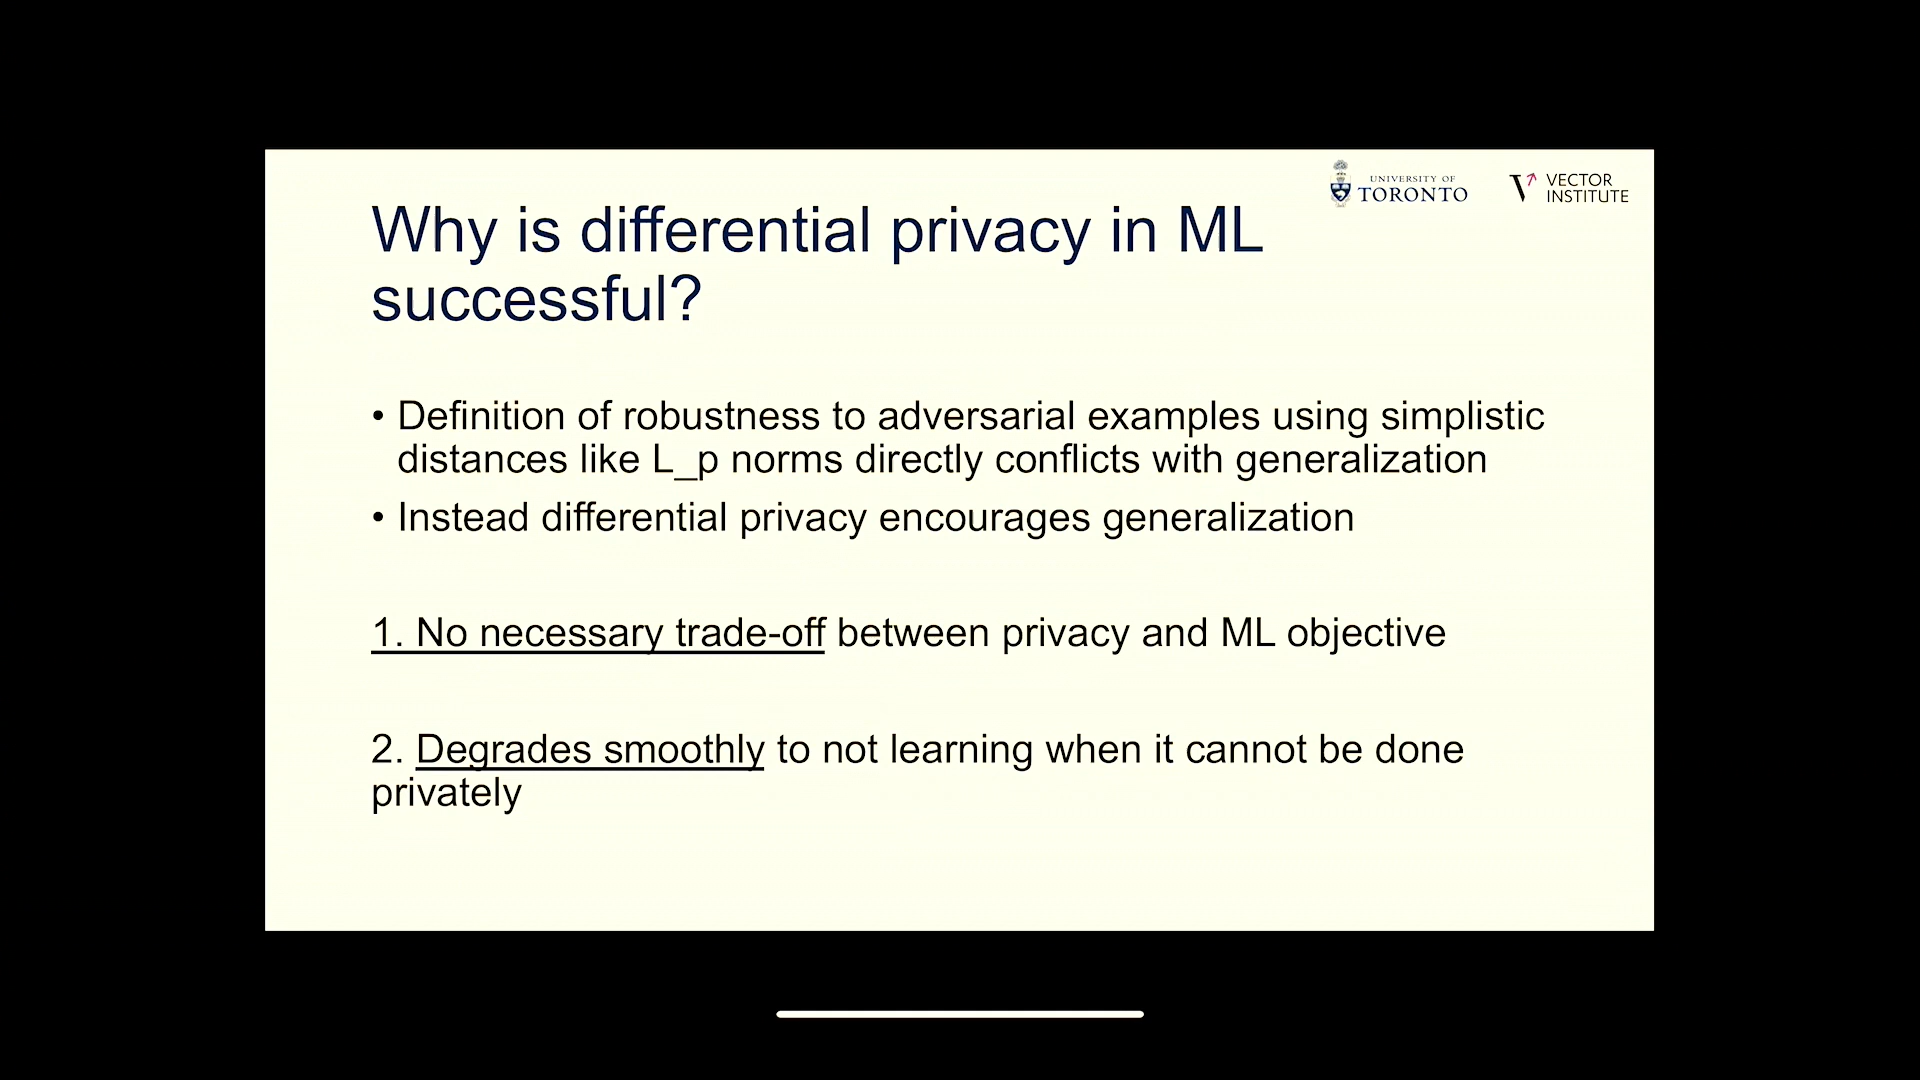 UNIVERSITY OF
TORONTO
VECTOR
INSTITUTE
Why is differential privacy in ML
successful?
• Definition of robustness to adversarial examples using simplistic
distances like L_p norms directly conflicts with generalization
• Instead differential privacy encourages generalization
1. No necessary trade-off between privacy and ML objective
2. Degrades smoothly to not learning when it cannot be done
privately